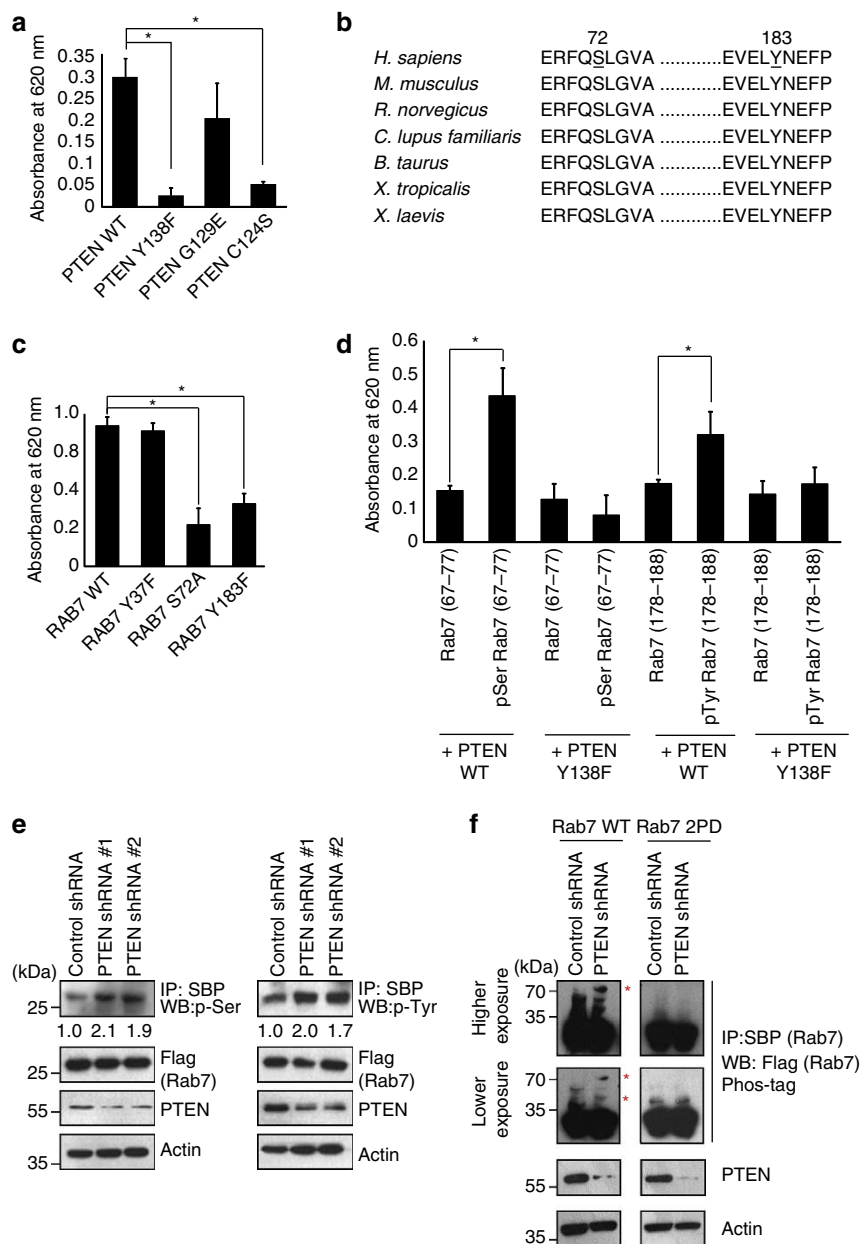 a
*
*
Absorbance at 620 nm
0.35
0.3
0.25
0.2
0.15
0.05
0
PTEN WT
PTEN Y138F
PTEN G129E
PTEN C124S
b
72 183
H. sapiens ERFQSLGVA ............EVELYNEFP
M. musculus ERFQSLGVA ............EVELYNEFP
R. norvegicus ERFQSLGVA ............EVELYNEFP
C. lupus familiaris ERFQSLGVA ............EVELYNEFP
B. taurus ERFQSLGVA ............EVELYNEFP
X. tropicalis ERFQSLGVA ............EVELYNEFP
X. laevis ERFQSLGVA ............EVELYNEFP
c
*
*
Absorbance at 620 nm
1.0
0.8
0.4
0.2
0
RAB7 WT
RAB7 Y37F
RAB7 S72A
RAB7 Y183F
d
*
*
Absorbance at 620 nm
0.6
0.5
0.4
0.3
0.2
0.1
0
Rab7 (67–77)
pSer Rab7 (67–77)
Rab7 (67–77)
pSer Rab7 (67–77)
Rab7 (178–188)
pTyr Rab7 (178–188)
Rab7 (178–188)
pTyr Rab7 (178–188)
+ PTEN WT
+ PTEN Y138F
+ PTEN WT
+ PTEN Y138F
e
Control shRNA
PTEN shRNA #1
PTEN shRNA #2
(kDa)
25
IP: SBP
WB:p-Ser
1.0 2.1 1.9
25
Flag
(Rab7)
55
PTEN
35
Actin
Control shRNA
PTEN shRNA #1
PTEN shRNA #2
IP: SBP
WB:p-Tyr
1.0 2.0 1.7
Flag
(Rab7)
PTEN
Actin
f
Rab7 WT Rab7 2PD
Control shRNA
PTEN shRNA
Control shRNA
PTEN shRNA
(kDa)
Higher
exposure
70
35
*
Lower
exposure
70
35
*
*
IP:SBP (Rab7)
WB: Flag (Rab7)
Phos-tag
55
PTEN
35
Actin